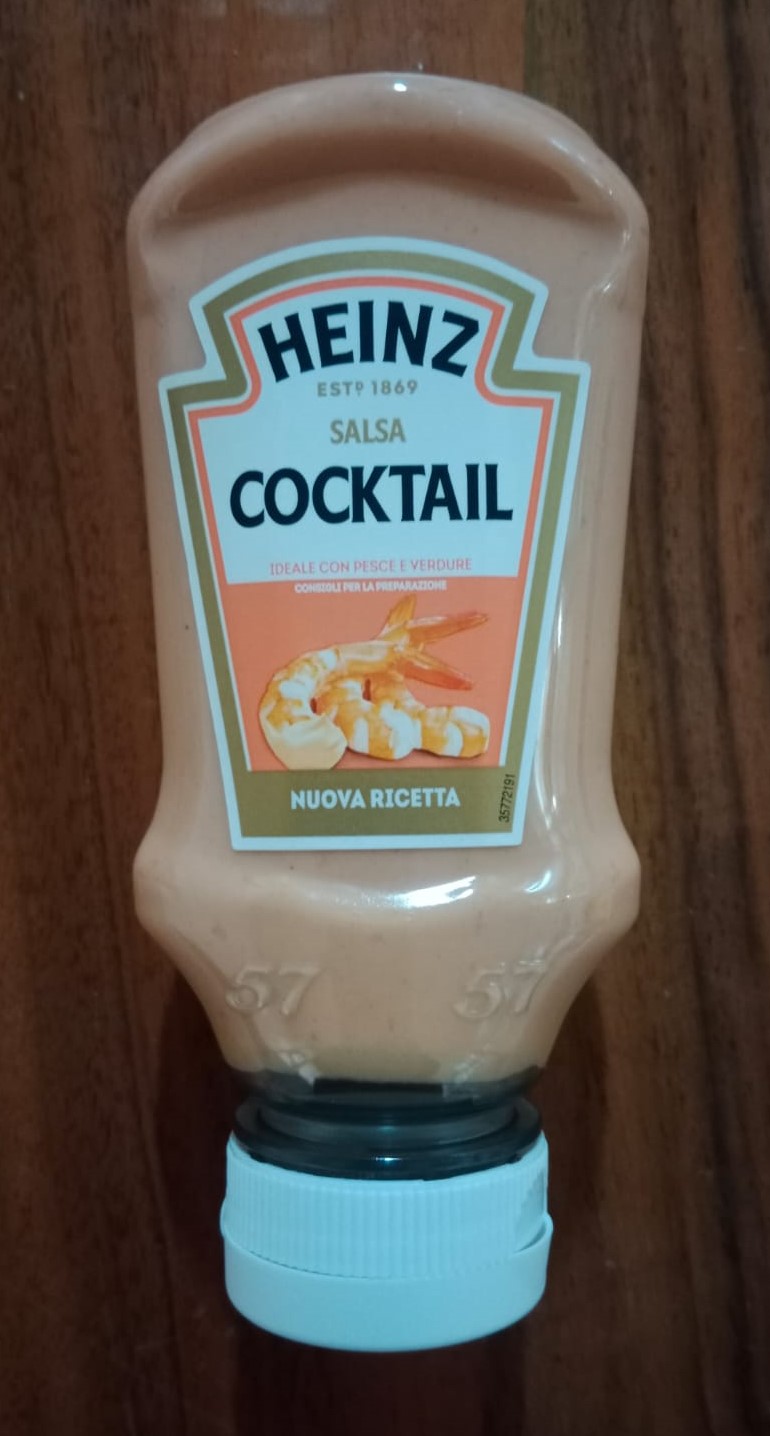 HEINZ
ESTD 1869
SALSA
COCKTAIL
IDEALE CON PESCE E VERDURE
CONSIGLI PER LA PREPARAZIONE
NUOVA RICETTA
35772191
57 57